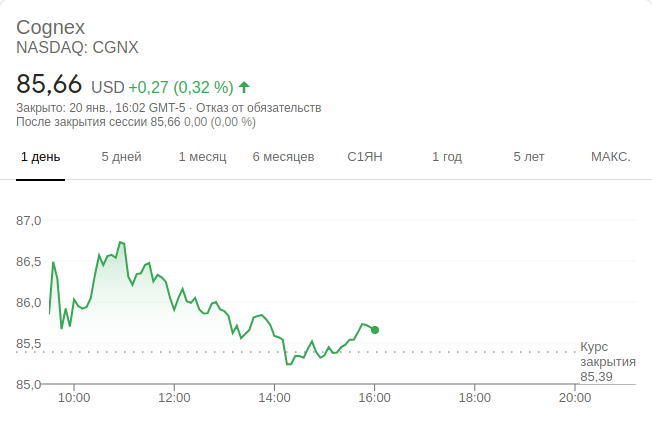 Cognex
NASDAQ: CGNX
85,66 USD +0,27 (0,32 %)
Закрыто: 20 янв., 16:02 GMT-5 · Отказ от обязательств
После закрытия сессии 85,66 0,00 (0,00 %)
1 день 5 дней 1 месяц 6 месяцев С1ЯН 1 год 5 лет МАКС.
87,0
86,5
86,0
85,5
Курс
закрытия
85,39
85,0
10:00 12:00 14:00 16:00 18:00 20:00